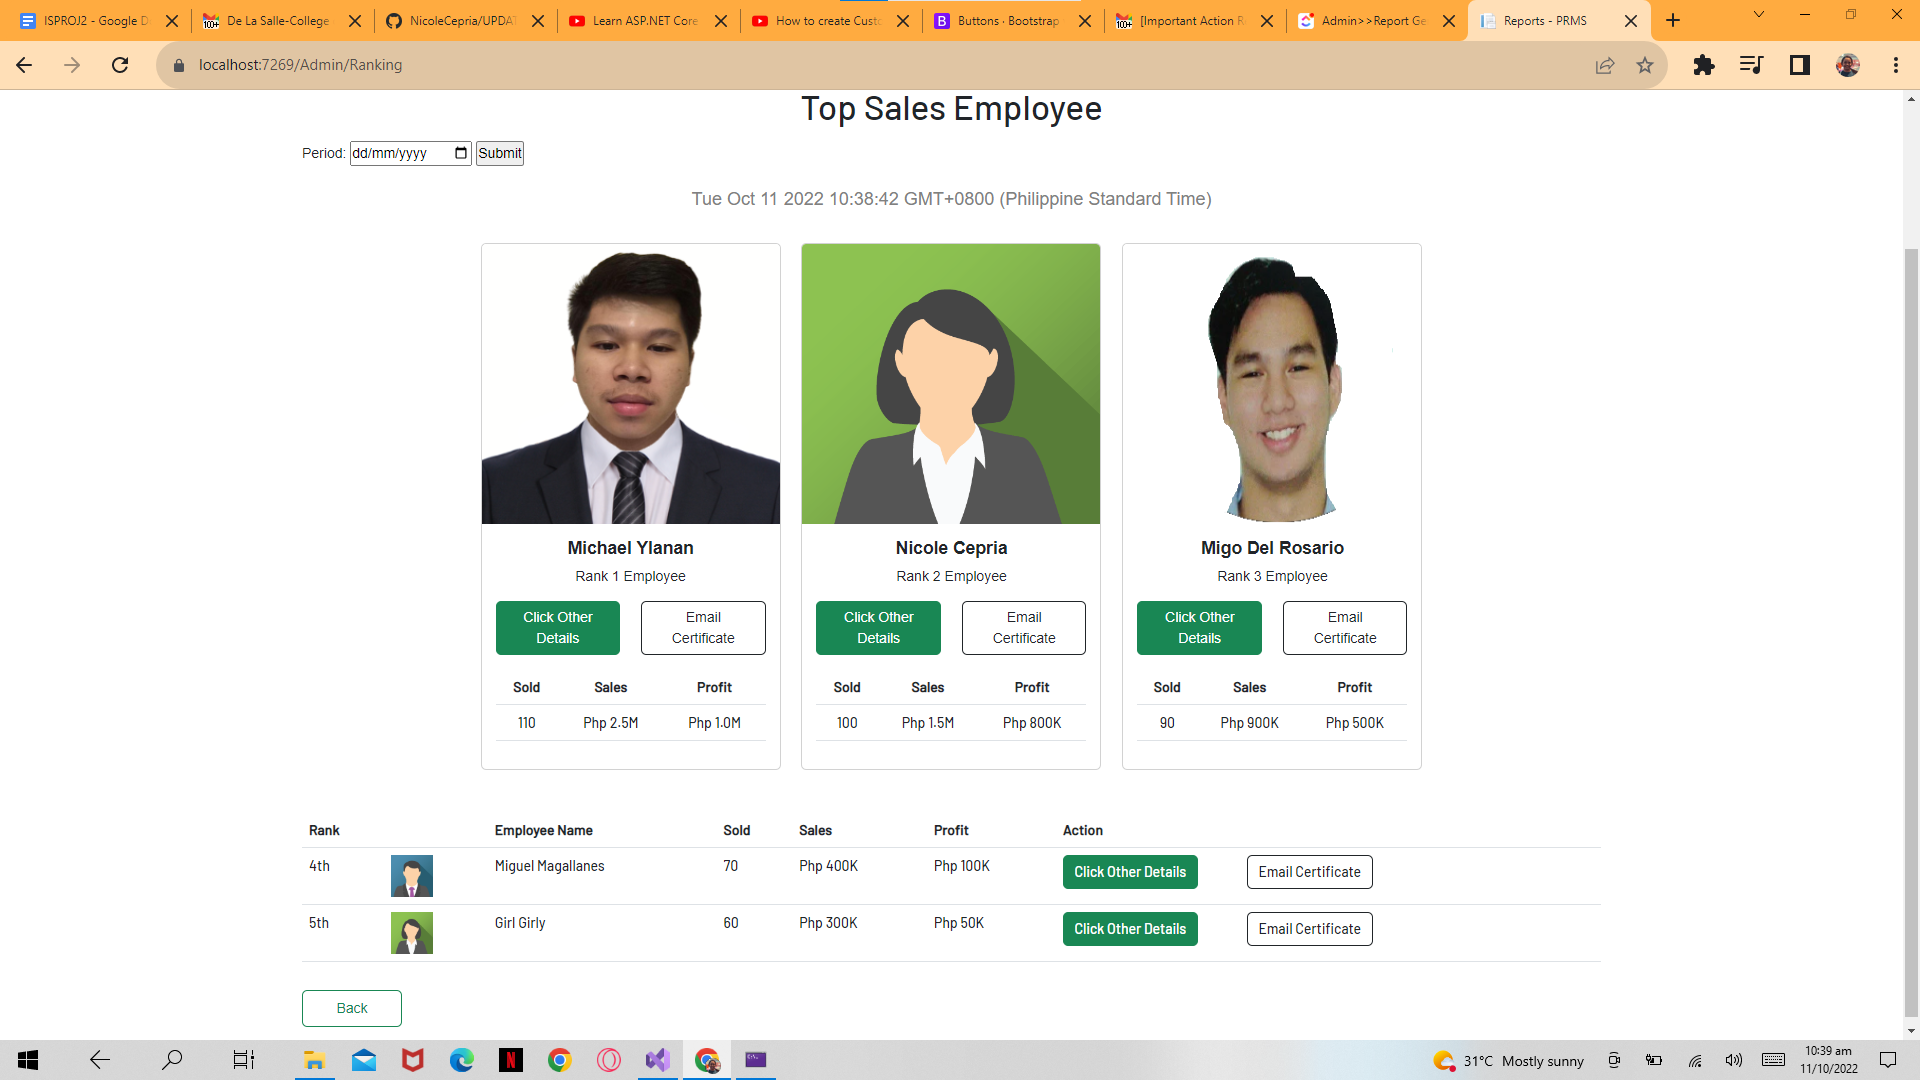 ISPROJ2 - Google D
De La Salle-College
NicoleCepria/UPDAT
Learn ASP.NET Core
How to create Custo
Buttons · Bootstrap
[Important Action R
Admin>>Report Ge
Reports - PRMS
localhost:7269/Admin/Ranking
Top Sales Employee
Period: dd/mm/yyyy Submit
Tue Oct 11 2022 10:38:42 GMT+0800 (Philippine Standard Time)
Michael Ylanan
Rank 1 Employee
Click Other Details
Email Certificate
Sold Sales Profit
110 Php 2.5M Php 1.0M
Nicole Cepria
Rank 2 Employee
Click Other Details
Email Certificate
Sold Sales Profit
100 Php 1.5M Php 800K
Migo Del Rosario
Rank 3 Employee
Click Other Details
Email Certificate
Sold Sales Profit
90 Php 900K Php 500K
Rank Employee Name Sold Sales Profit Action
4th Miguel Magallanes 70 Php 400K Php 100K Click Other Details Email Certificate
5th Girl Girly 60 Php 300K Php 50K Click Other Details Email Certificate
Back
31°C Mostly sunny
10:39 am
11/10/2022